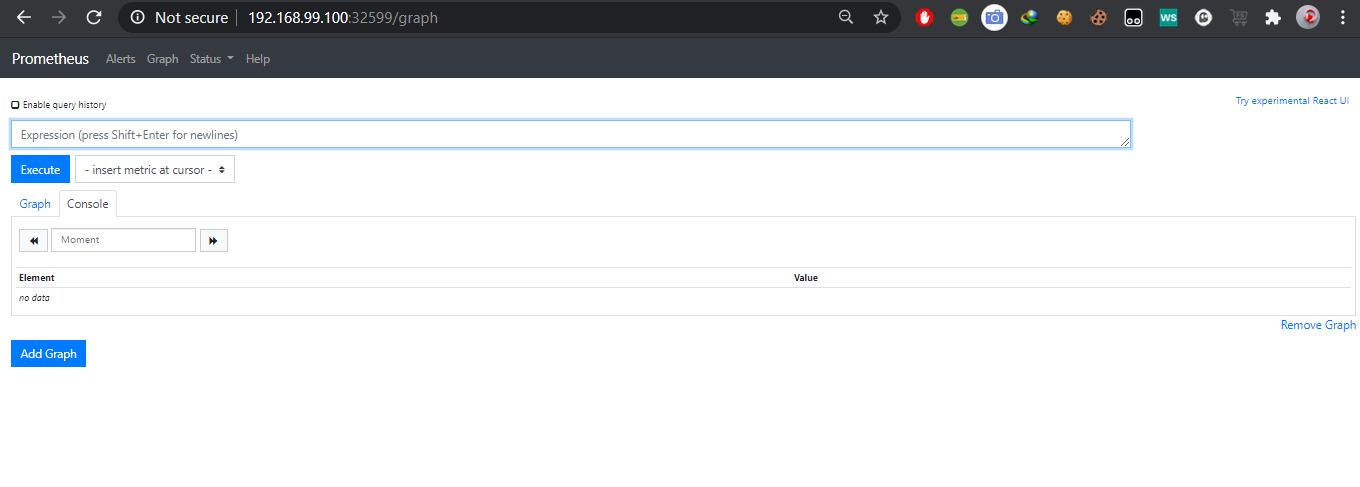 Not secure 192.168.99.100:32599/graph
WS
Prometheus Alerts Graph Status Help
Enable query history
Try experimental React UI
Expression (press Shift+Enter for newlines)
Execute - insert metric at cursor -
Graph Console
Moment
Element Value
no data
Remove Graph
Add Graph